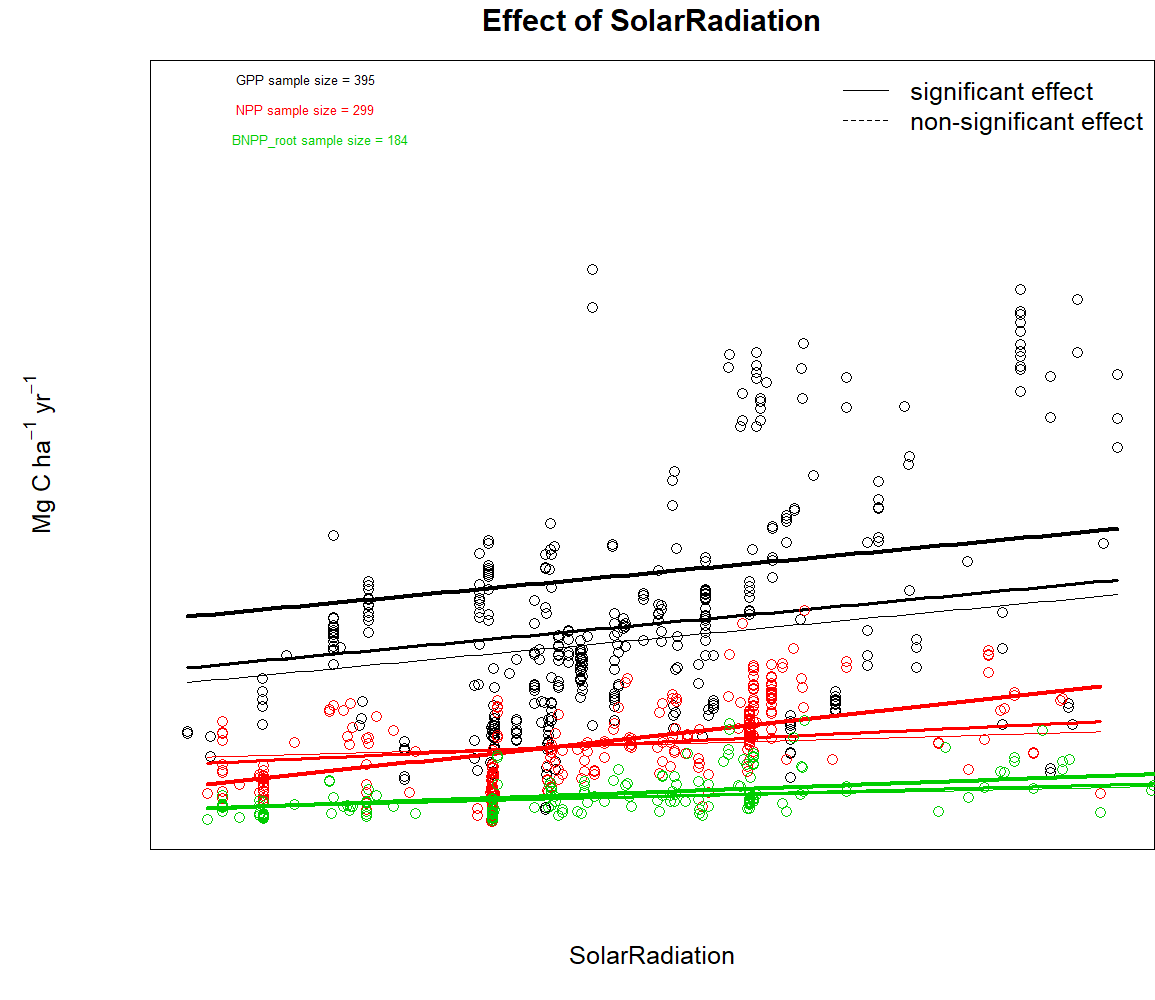 Effect of SolarRadiation
GPP sample size = 395
NPP sample size = 299
BNPP_root sample size = 184
significant effect
non-significant effect
Mg C ha⁻¹ yr⁻¹
SolarRadiation